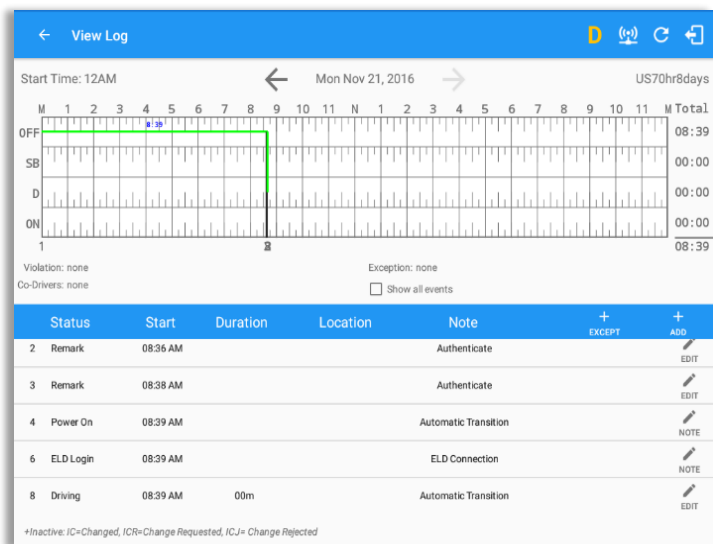 View Log D
Start Time: 12AM Mon Nov 21, 2016 US70hr8days
M 1 2 3 4 5 6 7 8 9 10 11 N 1 2 3 4 5 6 7 8 9 10 11 M Total
8:39
OFF 08:39
SB 00:00
D 00:00
ON 00:00
1 08:39
Violation: none Exception: none
Co-Drivers: none Show all events
Status Start Duration Location Note + EXCEPT + ADD
2 Remark 08:36 AM Authenticate EDIT
3 Remark 08:38 AM Authenticate EDIT
4 Power On 08:39 AM Automatic Transition NOTE
6 ELD Login 08:39 AM ELD Connection NOTE
8 Driving 08:39 AM 00m Automatic Transition EDIT
+Inactive: IC=Changed, ICR=Change Requested, ICJ= Change Rejected